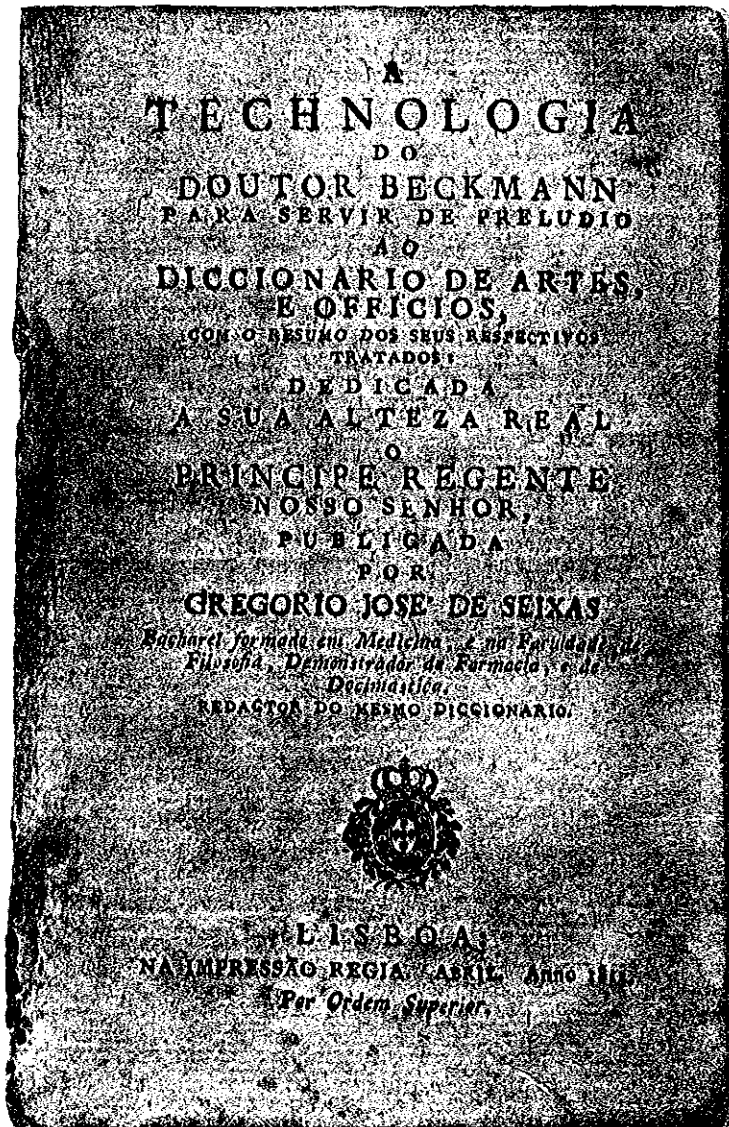 A
TECHNOLOGIA
DO
DOUTOR BECKMANN
PARA SERVIR DE PRELUDIO
AO
DICCIONARIO DE ARTES,
E OFFICIOS,
COM O RESUMO DOS SEUS RESPECTIVOS
TRATADOS:
DEDICADA
A SUA ALTEZA REAL
O
PRINCIPE REGENTE
NOSSO SENHOR,
PUBLICADA
POR
GREGORIO JOSE' DE SEIXAS
Bacharel formado em Medicina, e na Faculdade de
Filosofia, Demonstrador de Farmacia, e de
Docimastica.
REDACTOR DO MESMO DICCIONARIO.
LISBOA;
NA IMPRESSÃO REGIA. ABRIL. Anno
Por Ordem Superior.